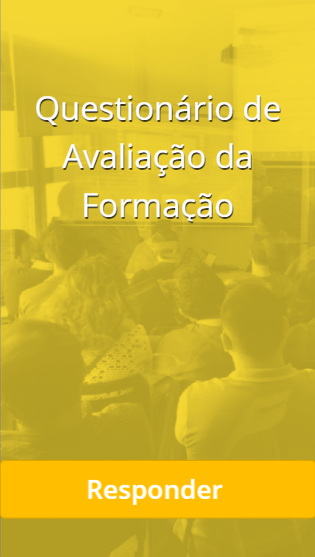 Questionário de
Avaliação da
Formação
Responder